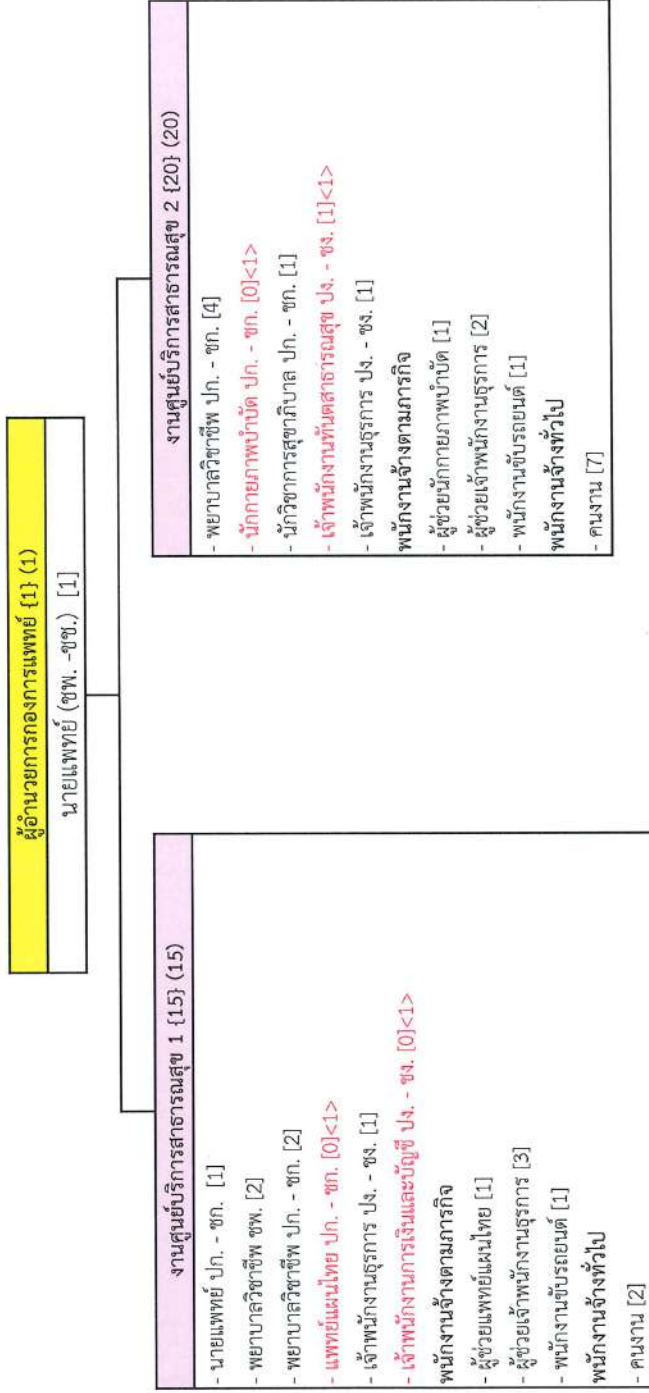 ผู้อำนวยการกองการแพทย์ {1} (1)
นายแพทย์ (ชพ. -ชช.) [1]
งานศูนย์บริการสาธารณสุข 1 {15} (15)
- นายแพทย์ ปก. - ชก. [1]
- พยาบาลวิชาชีพ ชพ. [2]
- พยาบาลวิชาชีพ ปก. - ชก. [2]
- แพทย์แผนไทย ปก. - ชก. [0]<1>
- เจ้าพนักงานธุรการ ปง. - ชง. [1]
- เจ้าพนักงานการเงินและบัญชี ปง. - ชง. [0]<1>
พนักงานจ้างตามภารกิจ
- ผู้ช่วยแพทย์แผนไทย [1]
- ผู้ช่วยเจ้าพนักงานธุรการ [3]
- พนักงานขับรถยนต์ [1]
พนักงานจ้างทั่วไป
- คนงาน [2]
งานศูนย์บริการสาธารณสุข 2 {20} (20)
- พยาบาลวิชาชีพ ปก. - ชก. [4]
- นักกายภาพบำบัด ปก. - ชก. [0]<1>
- นักวิชาการสุขาภิบาล ปก. - ชก. [1]
- เจ้าพนักงานทันตสาธารณสุข ปง. - ชง. [1]<1>
- เจ้าพนักงานธุรการ ปง. - ชง. [1]
พนักงานจ้างตามภารกิจ
- ผู้ช่วยนักกายภาพบำบัด [1]
- ผู้ช่วยเจ้าพนักงานธุรการ [2]
- พนักงานขับรถยนต์ [1]
พนักงานจ้างทั่วไป
- คนงาน [7]